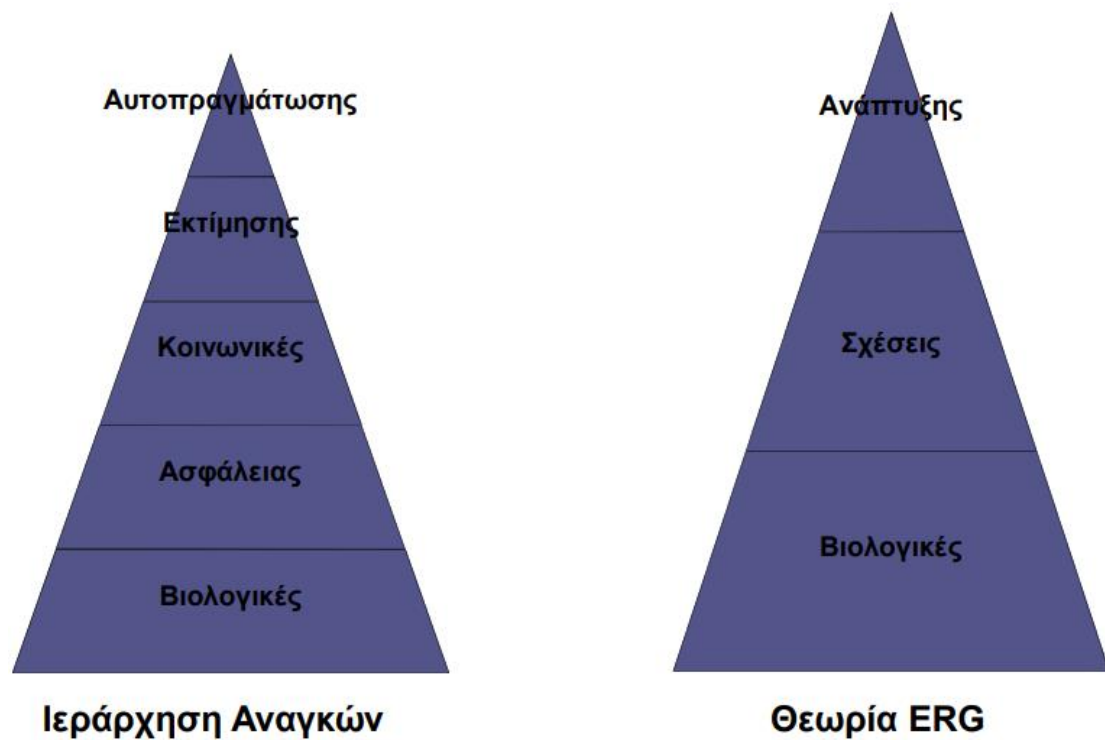 Αυτοπραγμάτωσης
Εκτίμησης
Κοινωνικές
Ασφάλειας
Βιολογικές
Ιεράρχηση Αναγκών
Ανάπτυξης
Σχέσεις
Βιολογικές
Θεωρία ERG